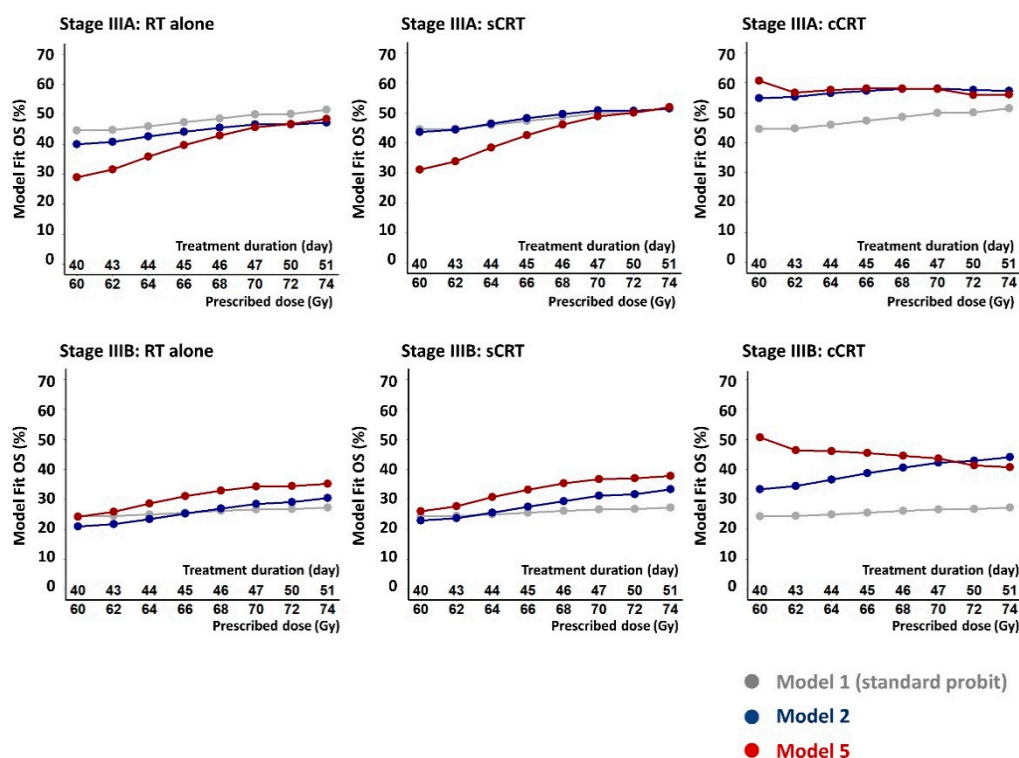 Stage IIIA: RT alone
Model Fit OS (%)
70
60
50
40
30
20
10
0
Treatment duration (day)
40 43 44 45 46 47 50 51
60 62 64 66 68 70 72 74
Prescribed dose (Gy)
Stage IIIA: sCRT
Model Fit OS (%)
70
60
50
40
30
20
10
0
Treatment duration (day)
40 43 44 45 46 47 50 51
60 62 64 66 68 70 72 74
Prescribed dose (Gy)
Stage IIIA: cCRT
Model Fit OS (%)
70
60
50
40
30
20
10
0
Treatment duration (day)
40 43 44 45 46 47 50 51
60 62 64 66 68 70 72 74
Prescribed dose (Gy)
Stage IIIB: RT alone
Model Fit OS (%)
70
60
50
40
30
20
10
0
Treatment duration (day)
40 43 44 45 46 47 50 51
60 62 64 66 68 70 72 74
Prescribed dose (Gy)
Stage IIIB: sCRT
Model Fit OS (%)
70
60
50
40
30
20
10
0
Treatment duration (day)
40 43 44 45 46 47 50 51
60 62 64 66 68 70 72 74
Prescribed dose (Gy)
Stage IIIB: cCRT
Model Fit OS (%)
70
60
50
40
30
20
10
0
Treatment duration (day)
40 43 44 45 46 47 50 51
60 62 64 66 68 70 72 74
Prescribed dose (Gy)
Model 1 (standard probit)
Model 2
Model 5